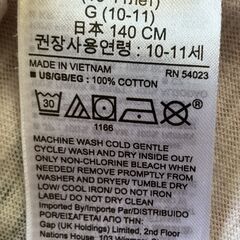 G (10-11)
日本 140 CM
권장사용연령 : 10-11세
MADE IN VIETNAM RN 54023
• US/GB/EG : 100% COTTON
30
1166
MACHINE WASH COLD GENTLE
CYCLE/ WASH AND DRY INSIDE OUT/
ONLY NON-CHLORINE BLEACH WHEN
NEEDED/ REMOVE PROMPTLY FROM
WASHER AND DRYER/ TUMBLE DRY
LOW/ COOL IRON/ DO NOT IRON
LABEL/ DO NOT DRY CLEAN
Imported By/Importé Par/DISTRIBUIDO
POR/ΕΙΣΑΓΕΤΑΙ ΑΠΟ ΤΗΝ
Gap (UK Holdings) Limited, 2nd Floor
Nations House: 103 Wigmore